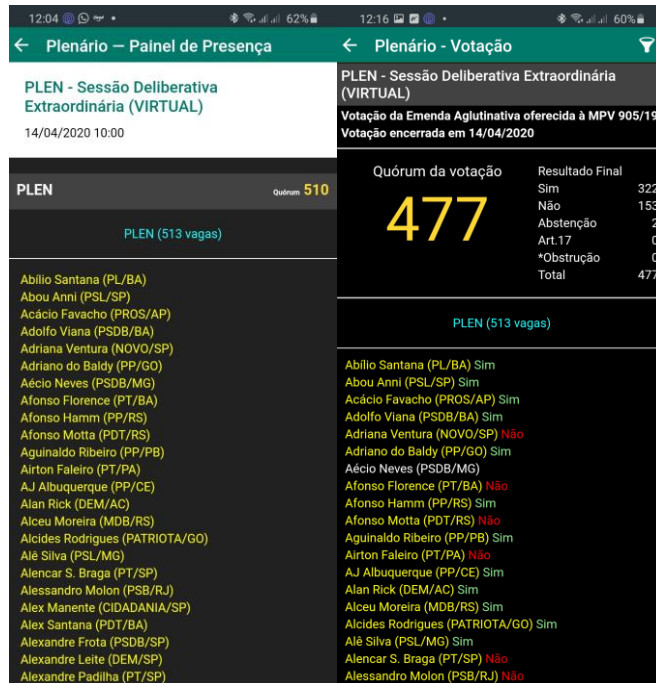 12:04
62%
Plenário — Painel de Presença
PLEN - Sessão Deliberativa
Extraordinária (VIRTUAL)
14/04/2020 10:00
PLEN
Quórum 510
PLEN (513 vagas)
Abílio Santana (PL/BA)
Abou Anni (PSL/SP)
Acácio Favacho (PROS/AP)
Adolfo Viana (PSDB/BA)
Adriana Ventura (NOVO/SP)
Adriano do Baldy (PP/GO)
Aécio Neves (PSDB/MG)
Afonso Florence (PT/BA)
Afonso Hamm (PP/RS)
Afonso Motta (PDT/RS)
Aguinaldo Ribeiro (PP/PB)
Airton Faleiro (PT/PA)
AJ Albuquerque (PP/CE)
Alan Rick (DEM/AC)
Alceu Moreira (MDB/RS)
Alcides Rodrigues (PATRIOTA/GO)
Alê Silva (PSL/MG)
Alencar S. Braga (PT/SP)
Alessandro Molon (PSB/RJ)
Alex Manente (CIDADANIA/SP)
Alex Santana (PDT/BA)
Alexandre Frota (PSDB/SP)
Alexandre Leite (DEM/SP)
Alexandre Padilha (PT/SP)
12:16
60%
Plenário - Votação
PLEN - Sessão Deliberativa Extraordinária
(VIRTUAL)
Votação da Emenda Aglutinativa oferecida à MPV 905/19
Votação encerrada em 14/04/2020
Quórum da votação
477
Resultado Final
Sim 322
Não 153
Abstenção 2
Art.17 0
*Obstrução 0
Total 477
PLEN (513 vagas)
Abílio Santana (PL/BA) Sim
Abou Anni (PSL/SP) Sim
Acácio Favacho (PROS/AP) Sim
Adolfo Viana (PSDB/BA) Sim
Adriana Ventura (NOVO/SP) Não
Adriano do Baldy (PP/GO) Sim
Aécio Neves (PSDB/MG)
Afonso Florence (PT/BA) Não
Afonso Hamm (PP/RS) Sim
Afonso Motta (PDT/RS) Não
Aguinaldo Ribeiro (PP/PB) Sim
Airton Faleiro (PT/PA) Não
AJ Albuquerque (PP/CE) Sim
Alan Rick (DEM/AC) Sim
Alceu Moreira (MDB/RS) Sim
Alcides Rodrigues (PATRIOTA/GO) Sim
Alê Silva (PSL/MG) Sim
Alencar S. Braga (PT/SP) Não
Alessandro Molon (PSB/RJ) Não